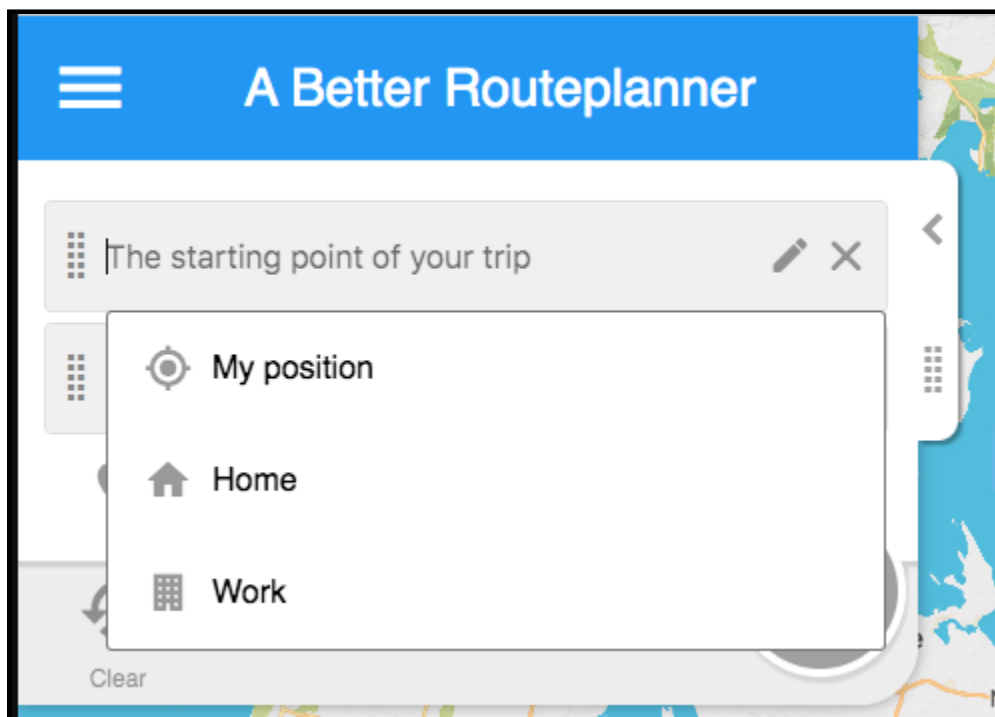 A Better Routeplanner
The starting point of your trip
My position
Home
Work
Clear